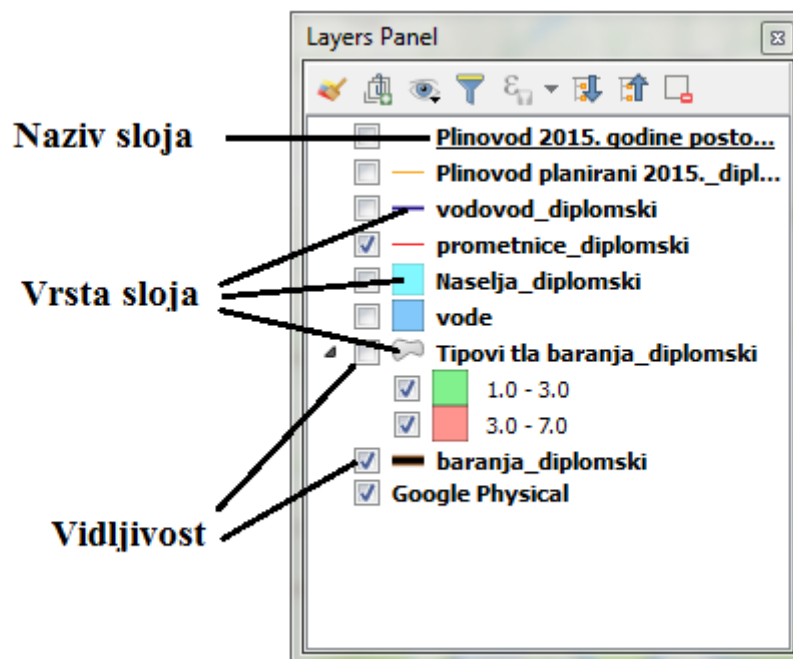 Layers Panel
Naziv sloja
Plinovod 2015. godine posto...
Plinovod planirani 2015._dipl...
vodovod_diplomski
prometnice_diplomski
Vrsta sloja
Naselja_diplomski
vode
Tipovi tla baranja_diplomski
1.0 - 3.0
3.0 - 7.0
baranja_diplomski
Google Physical
Vidljivost